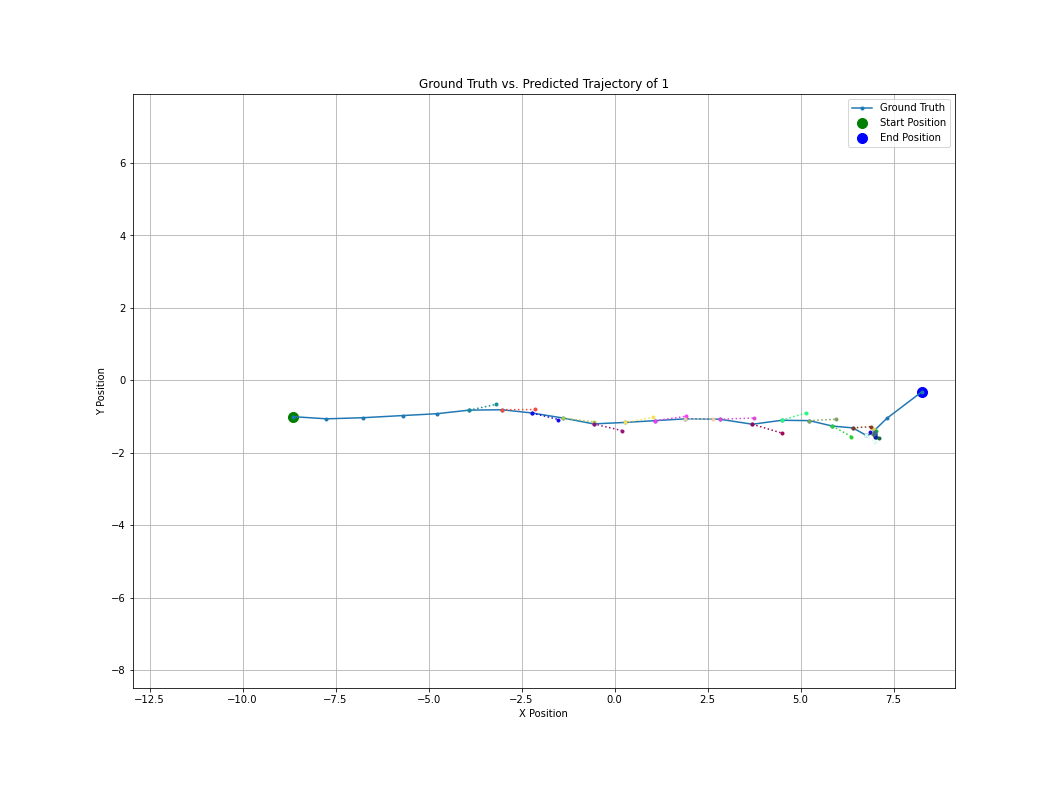 Ground Truth vs. Predicted Trajectory of 1
Ground Truth
Start Position
End Position
6
4
2
0
−2
−4
−6
−8
Y Position
−12.5 −10.0 −7.5 −5.0 −2.5 0.0 2.5 5.0 7.5
X Position